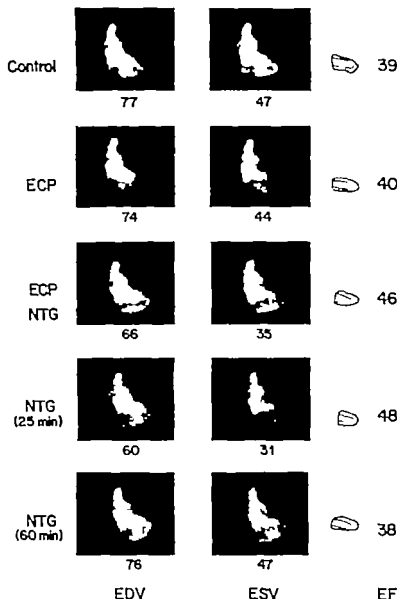 Control 39
77 47
ECP 40
74 44
ECP
NTG 46
66 35
NTG
(25 min) 48
60 31
NTG
(60 min) 38
76 47
EDV ESV EF